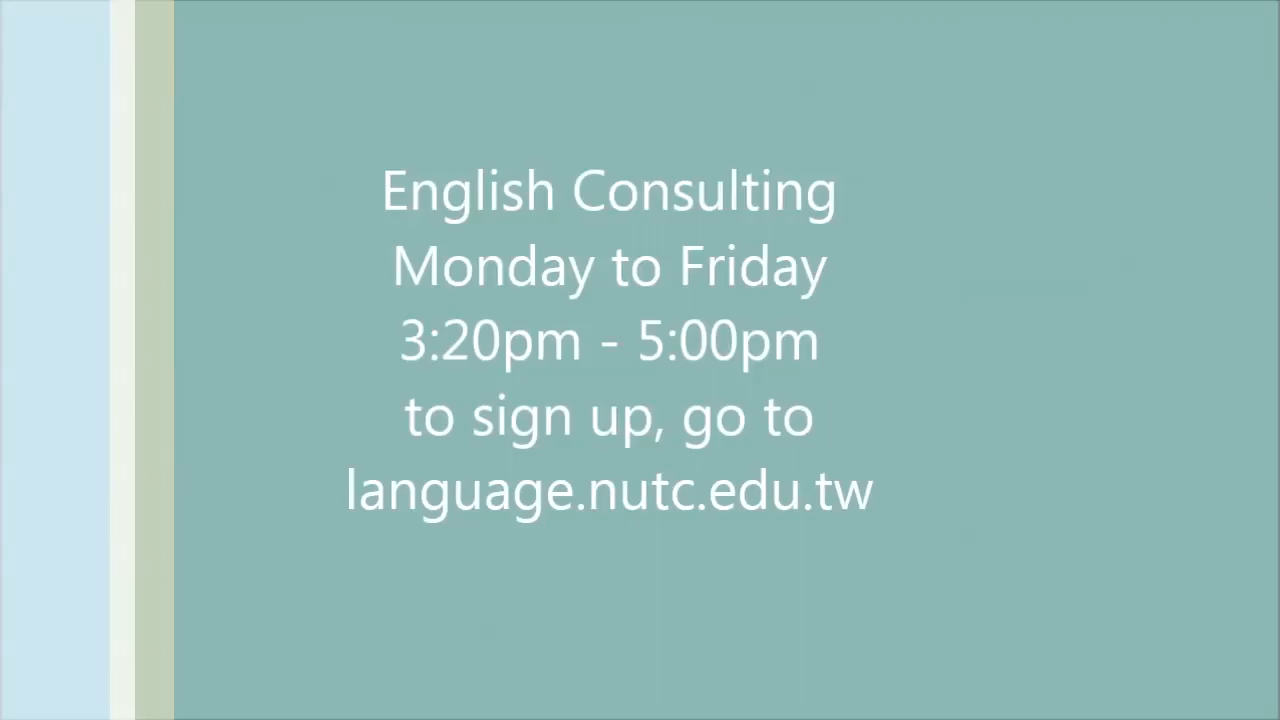 English Consulting
Monday to Friday
3:20pm - 5:00pm
to sign up, go to
language.nutc.edu.tw